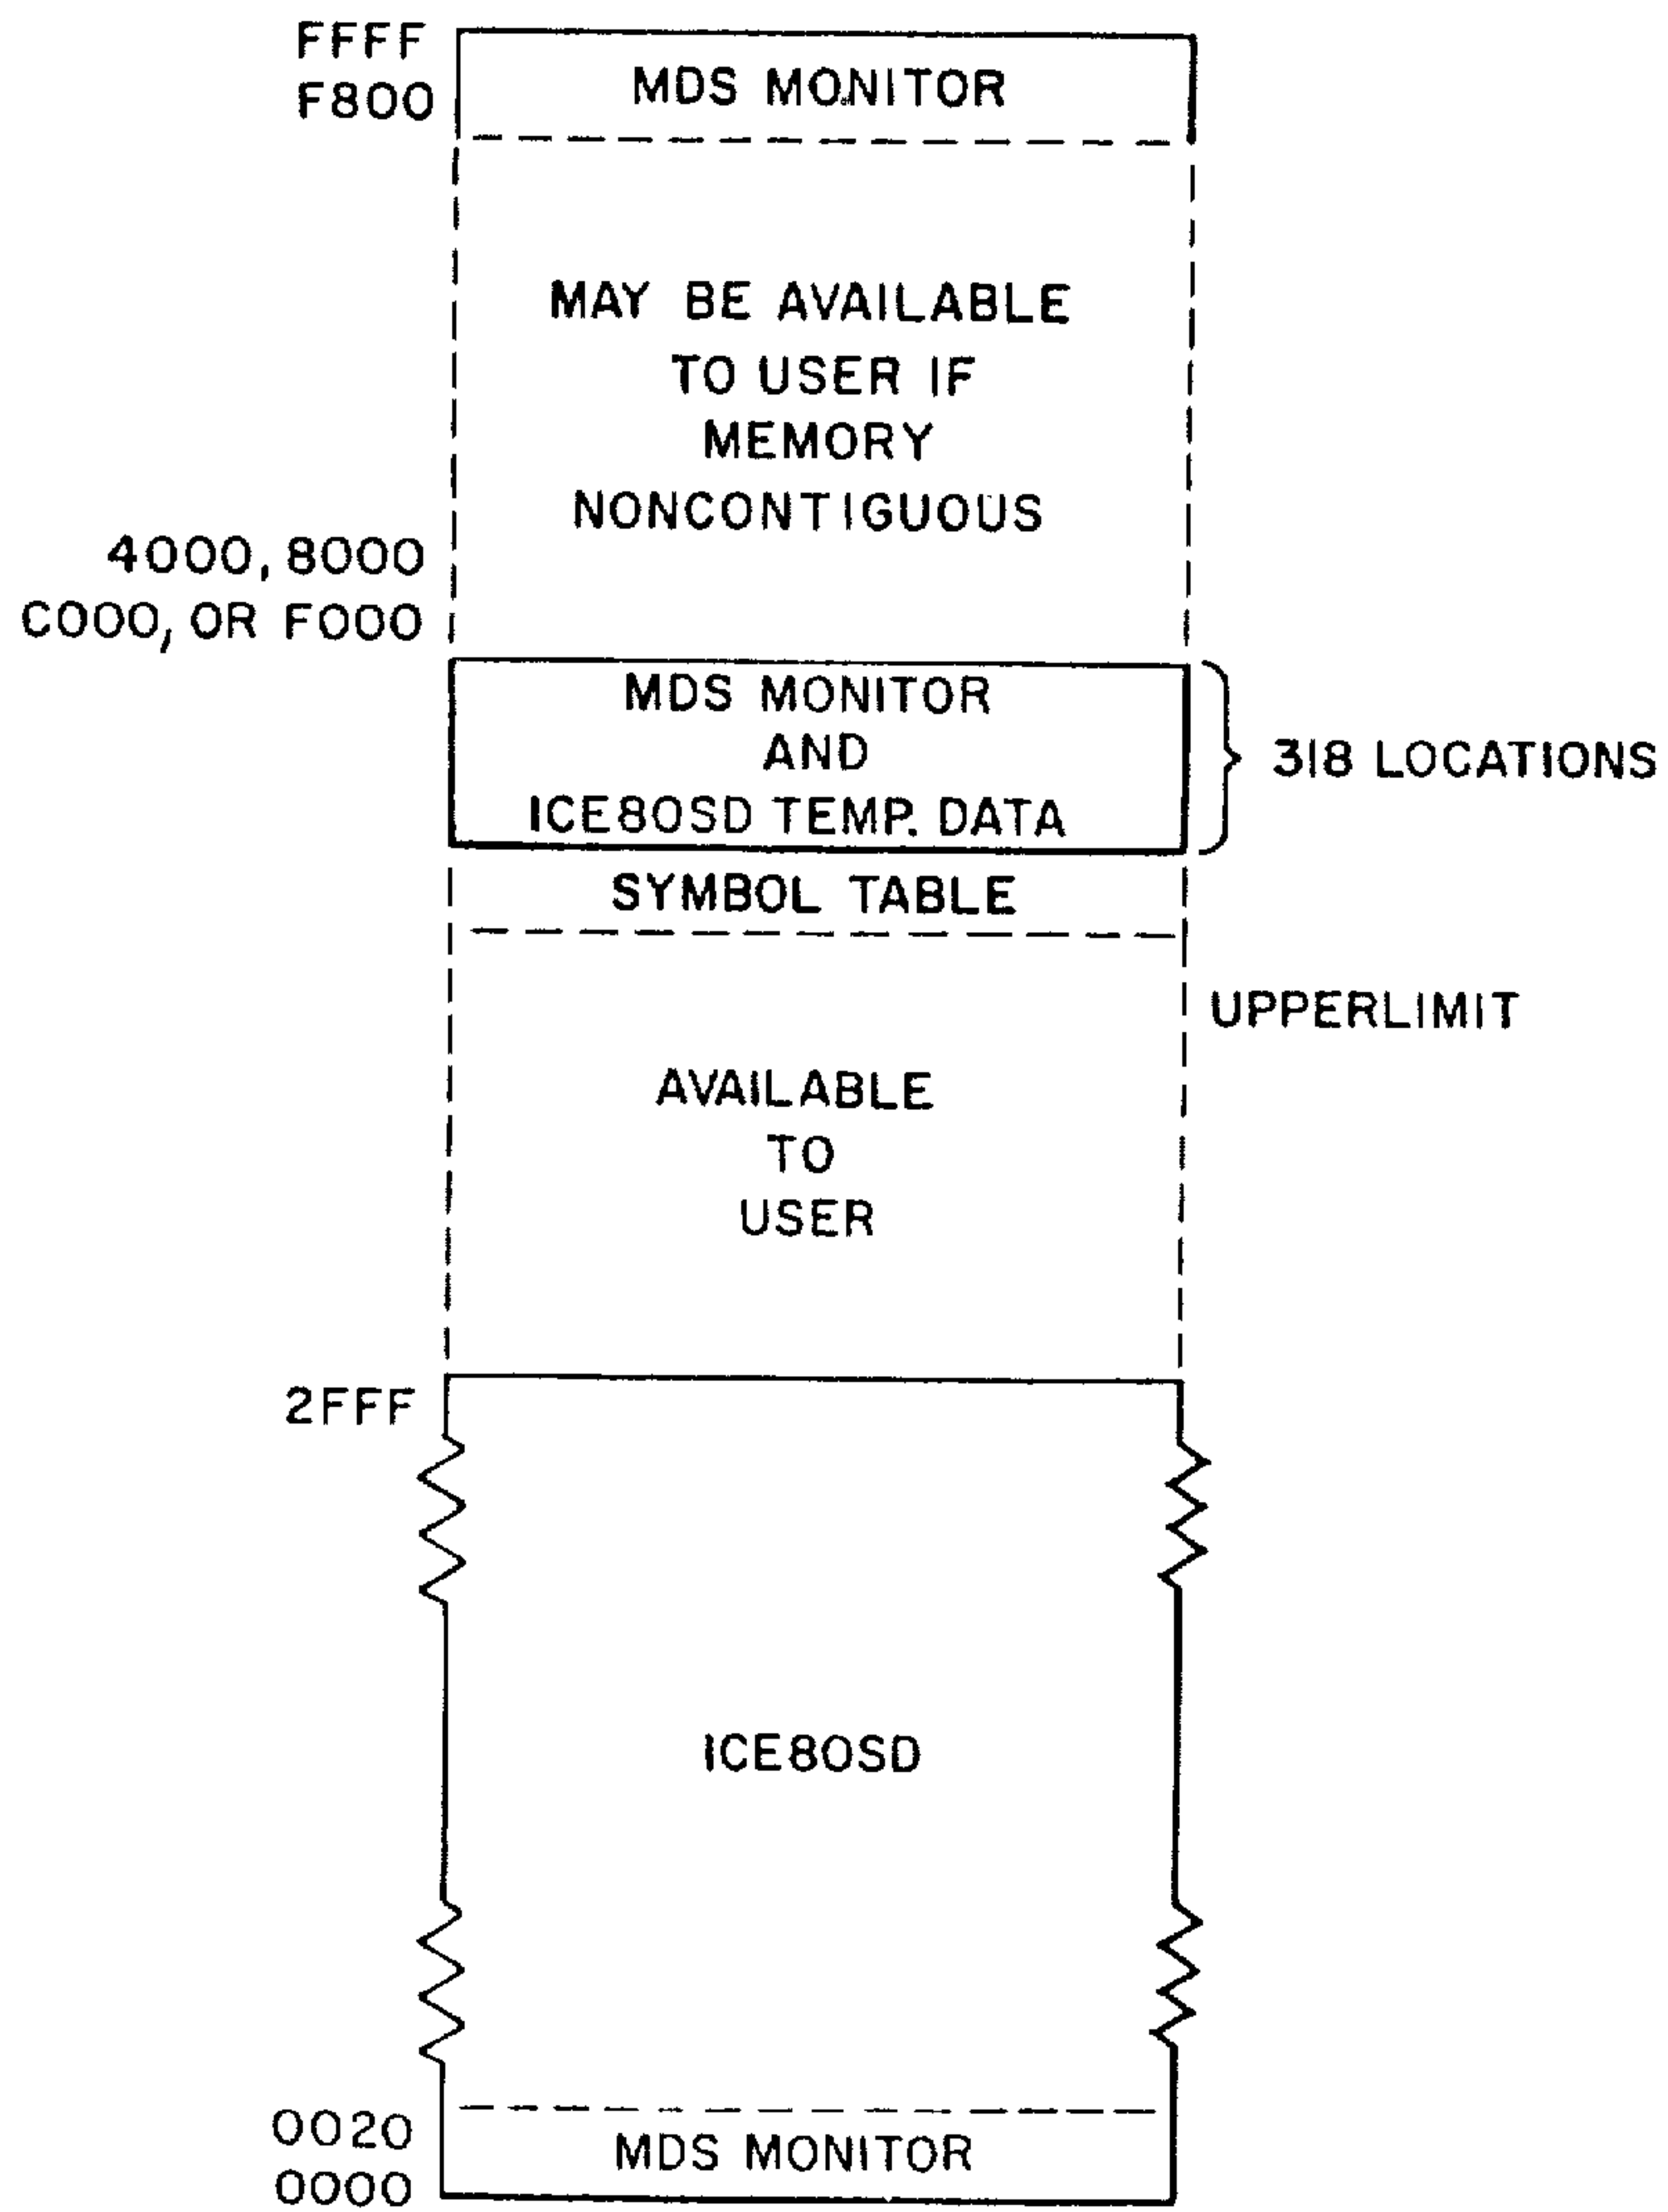 FFFF
F800
MDS MONITOR
MAY BE AVAILABLE
TO USER IF
MEMORY
NONCONTIGUOUS
4000, 8000
C000, OR F000
MDS MONITOR
AND
ICE80SD TEMP. DATA
318 LOCATIONS
SYMBOL TABLE
UPPERLIMIT
AVAILABLE
TO
USER
2FFF
ICE80SD
0020
0000
MDS MONITOR